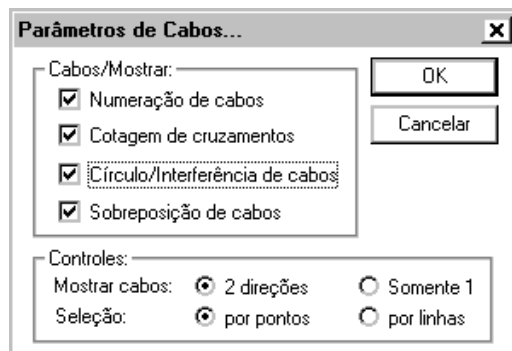 Parâmetros de Cabos...
Cabos/Mostrar:
Numeração de cabos
Cotagem de cruzamentos
Círculo/Interferência de cabos
Sobreposição de cabos
OK
Cancelar
Controles:
Mostrar cabos: 2 direções Somente 1
Seleção: por pontos por linhas